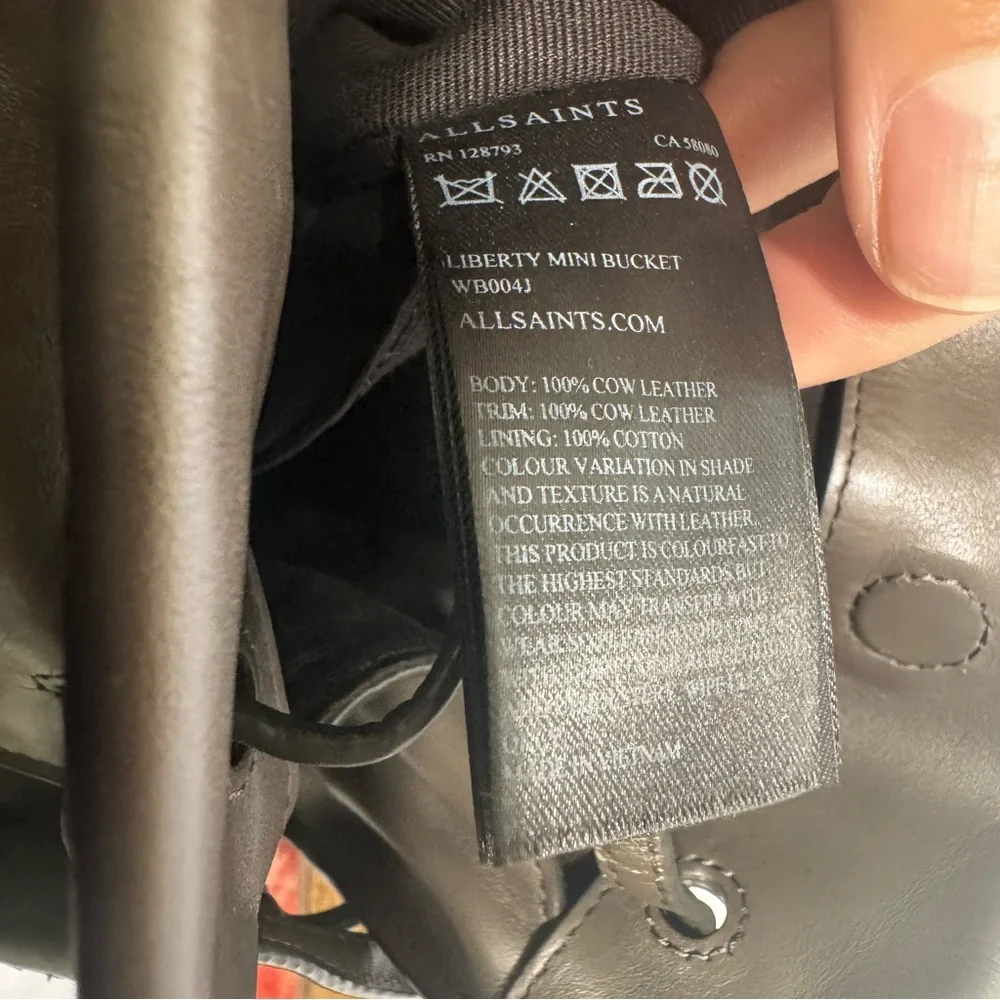 ALLSAINTS
RN 128793 CA 58080
LIBERTY MINI BUCKET
WB004J
ALLSAINTS.COM
BODY: 100% COW LEATHER
TRIM: 100% COW LEATHER
LINING: 100% COTTON
COLOUR VARIATION IN SHADE
AND TEXTURE IS A NATURAL
OCCURRENCE WITH LEATHER.
THIS PRODUCT IS COLOURFAST TO
THE HIGHEST STANDARDS BUT
COLOUR MAY TRANSFER WITH
VIETNAM